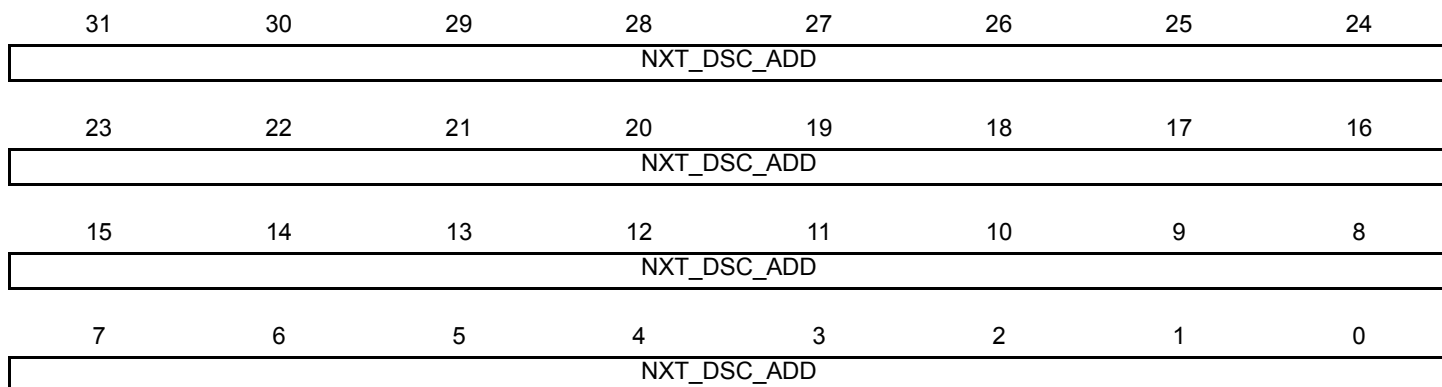 31 30 29 28 27 26 25 24
NXT_DSC_ADD
23 22 21 20 19 18 17 16
NXT_DSC_ADD
15 14 13 12 11 10 9 8
NXT_DSC_ADD
7 6 5 4 3 2 1 0
NXT_DSC_ADD